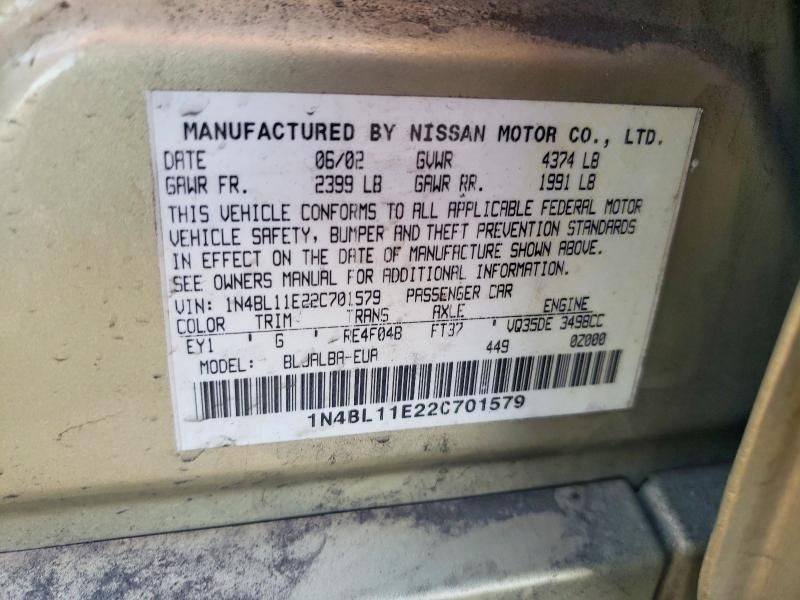 MANUFACTURED BY NISSAN MOTOR CO., LTD.
DATE 06/02 GVWR 4374 LB
GAWR FR. 2399 LB GAWR RR. 1991 LB
THIS VEHICLE CONFORMS TO ALL APPLICABLE FEDERAL MOTOR
VEHICLE SAFETY, BUMPER AND THEFT PREVENTION STANDARDS
IN EFFECT ON THE DATE OF MANUFACTURE SHOWN ABOVE.
SEE OWNERS MANUAL FOR ADDITIONAL INFORMATION.
VIN: 1N4BL11E22C701579 PASSENGER CAR
COLOR TRIM TRANS AXLE ENGINE
EY1 G RE4F04B FT37 VQ35DE 3498CC
MODEL: BLJALBA-EUA 449 0Z000
1N4BL11E22C701579